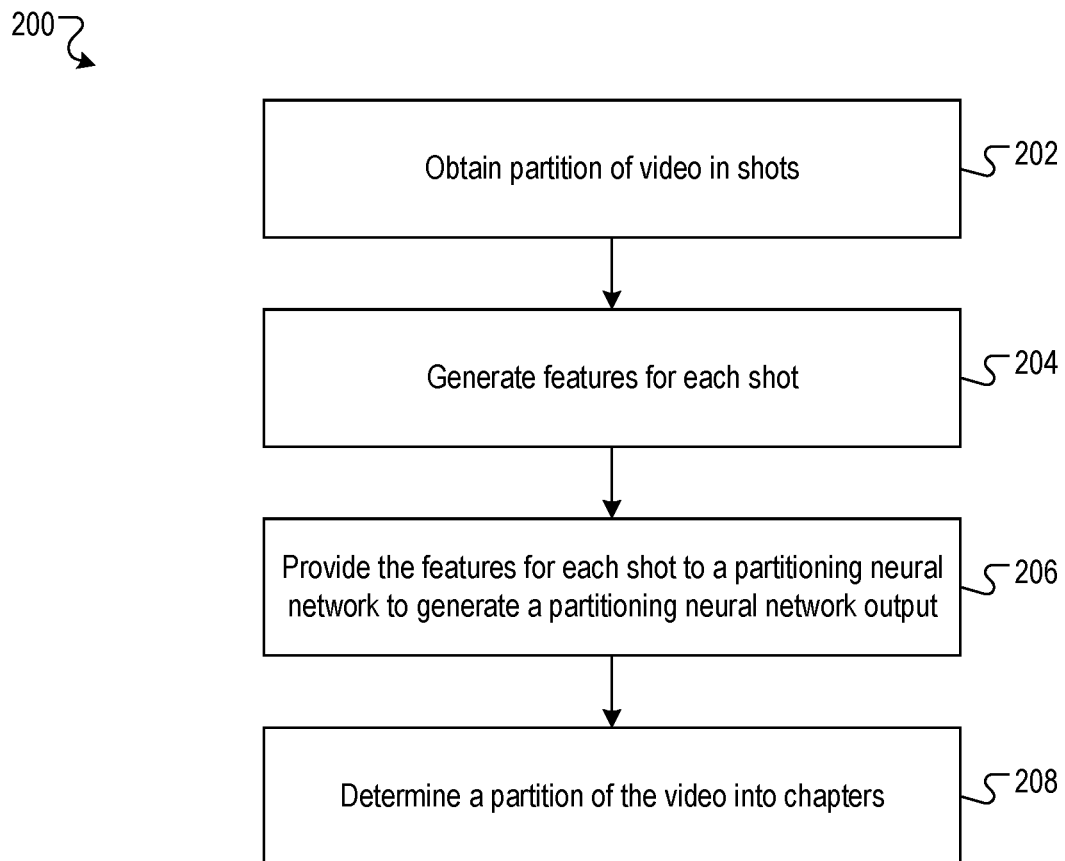 200
Obtain partition of video in shots
202
Generate features for each shot
204
Provide the features for each shot to a partitioning neural
network to generate a partitioning neural network output
206
Determine a partition of the video into chapters
208